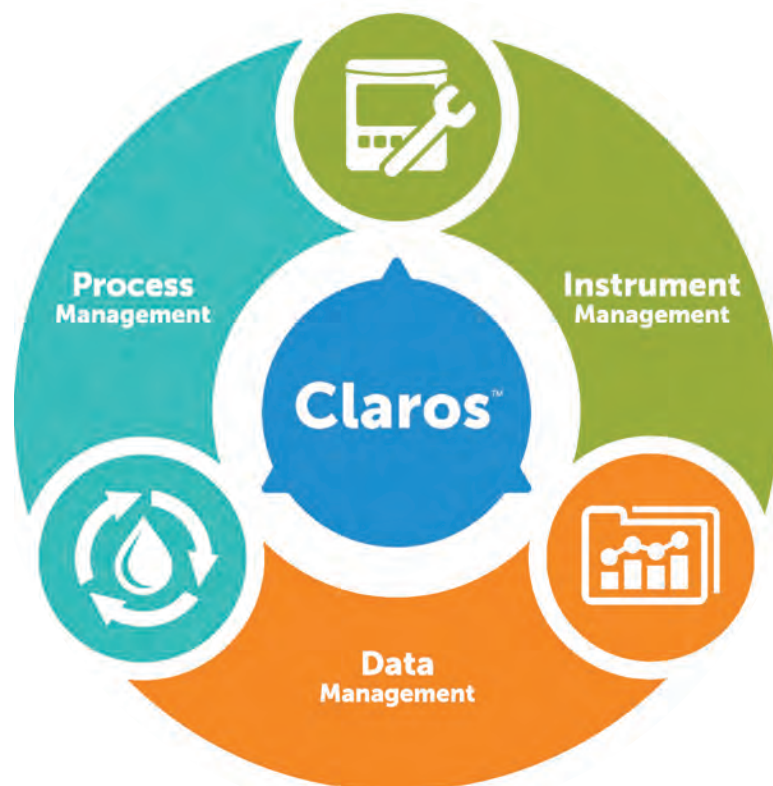 Process
Management
Instrument
Management
Claros™
Data
Management